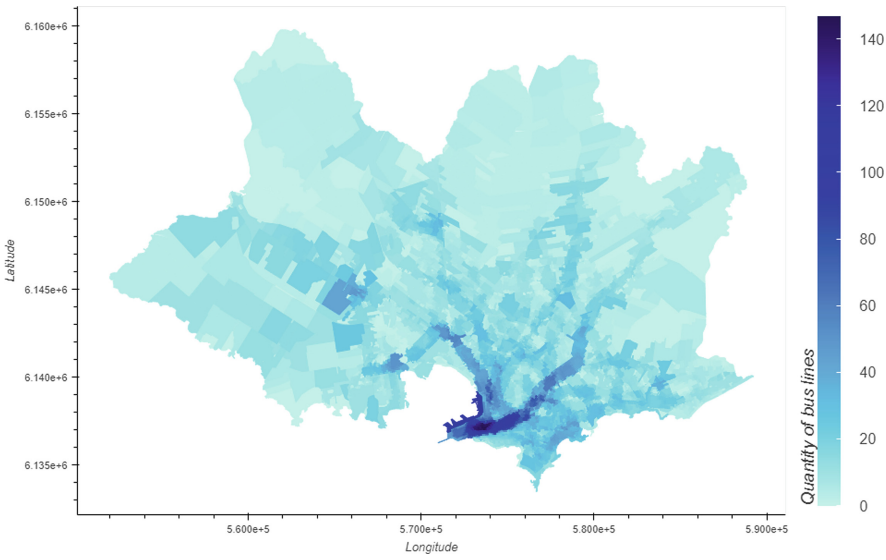 6.160e+6
6.155e+6
6.150e+6
6.145e+6
6.140e+6
6.135e+6
Latitude
5.600e+5
5.700e+5
5.800e+5
5.900e+5
Longitude
140
120
100
80
60
40
20
0
Quantity of bus lines